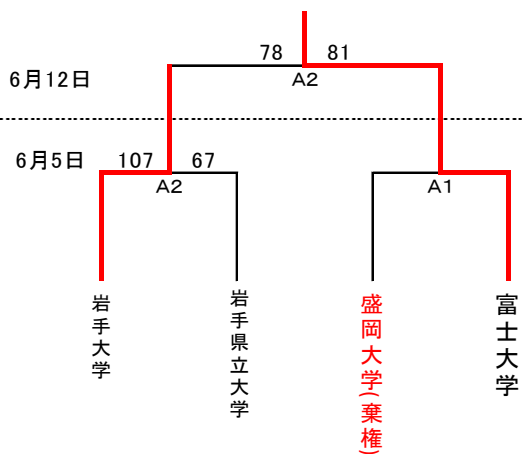 78 81
6月12日
A2
6月5日
107 67
A2
A1
岩手大学
岩手県立大学
盛岡大学(棄権)
富士大学